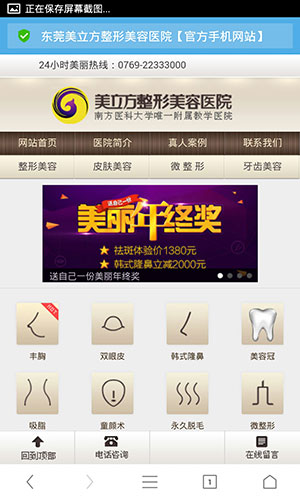 正在保存屏幕截图...
东莞美立方整形美容医院【官方手机网站】
24小时美丽热线：0769-22333000
美立方整形美容医院
南方医科大学唯一附属教学医院
网站首页 医院简介 真人案例 联系我们
整形美容 皮肤美容 微 整 形 牙齿美容
送自己一份
美丽年终奖
祛斑体验价1380元
韩式隆鼻立减2000元
送自己一份美丽年终奖
HOT
丰胸 双眼皮 韩式隆鼻 美容冠
吸脂 童颜术 永久脱毛 微整形
回到顶部 电话咨询 在线留言
1